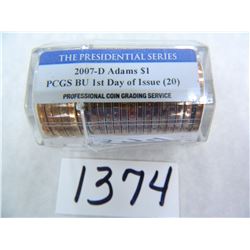 THE PRESIDENTIAL SERIES
2007-D Adams $1
PCGS BU 1st Day of Issue (20)
PROFESSIONAL COIN GRADING SERVICE
1374